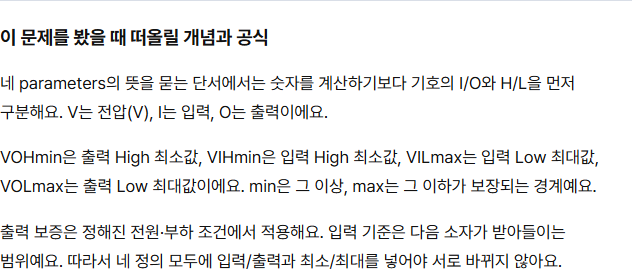 이 문제를 봤을 때 떠올릴 개념과 공식
네 parameters의 뜻을 묻는 단서에서는 숫자를 계산하기보다 기호의 I/O와 H/L을 먼저
구분해요. V는 전압(V), I는 입력, O는 출력이에요.
VOHmin은 출력 High 최소값, VIHmin은 입력 High 최소값, VILmax는 입력 Low 최대값,
VOLmax는 출력 Low 최대값이에요. min은 그 이상, max는 그 이하가 보장되는 경계예요.
출력 보증은 정해진 전원·부하 조건에서 적용해요. 입력 기준은 다음 소자가 받아들이는
범위예요. 따라서 네 정의 모두에 입력/출력과 최소/최대를 넣어야 서로 바뀌지 않아요.